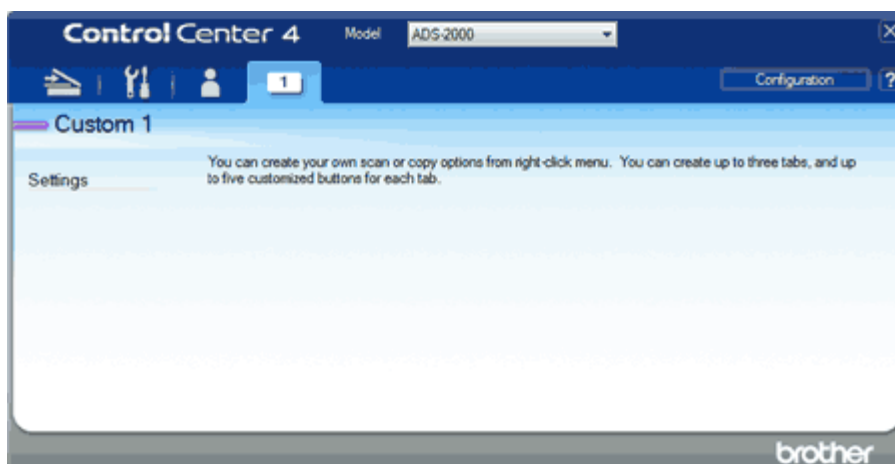 Control Center 4 Model ADS-2000
1 Configuration ?
Custom 1
You can create your own scan or copy options from right-click menu. You can create up to three tabs, and up
Settings
to five customized buttons for each tab.
brother